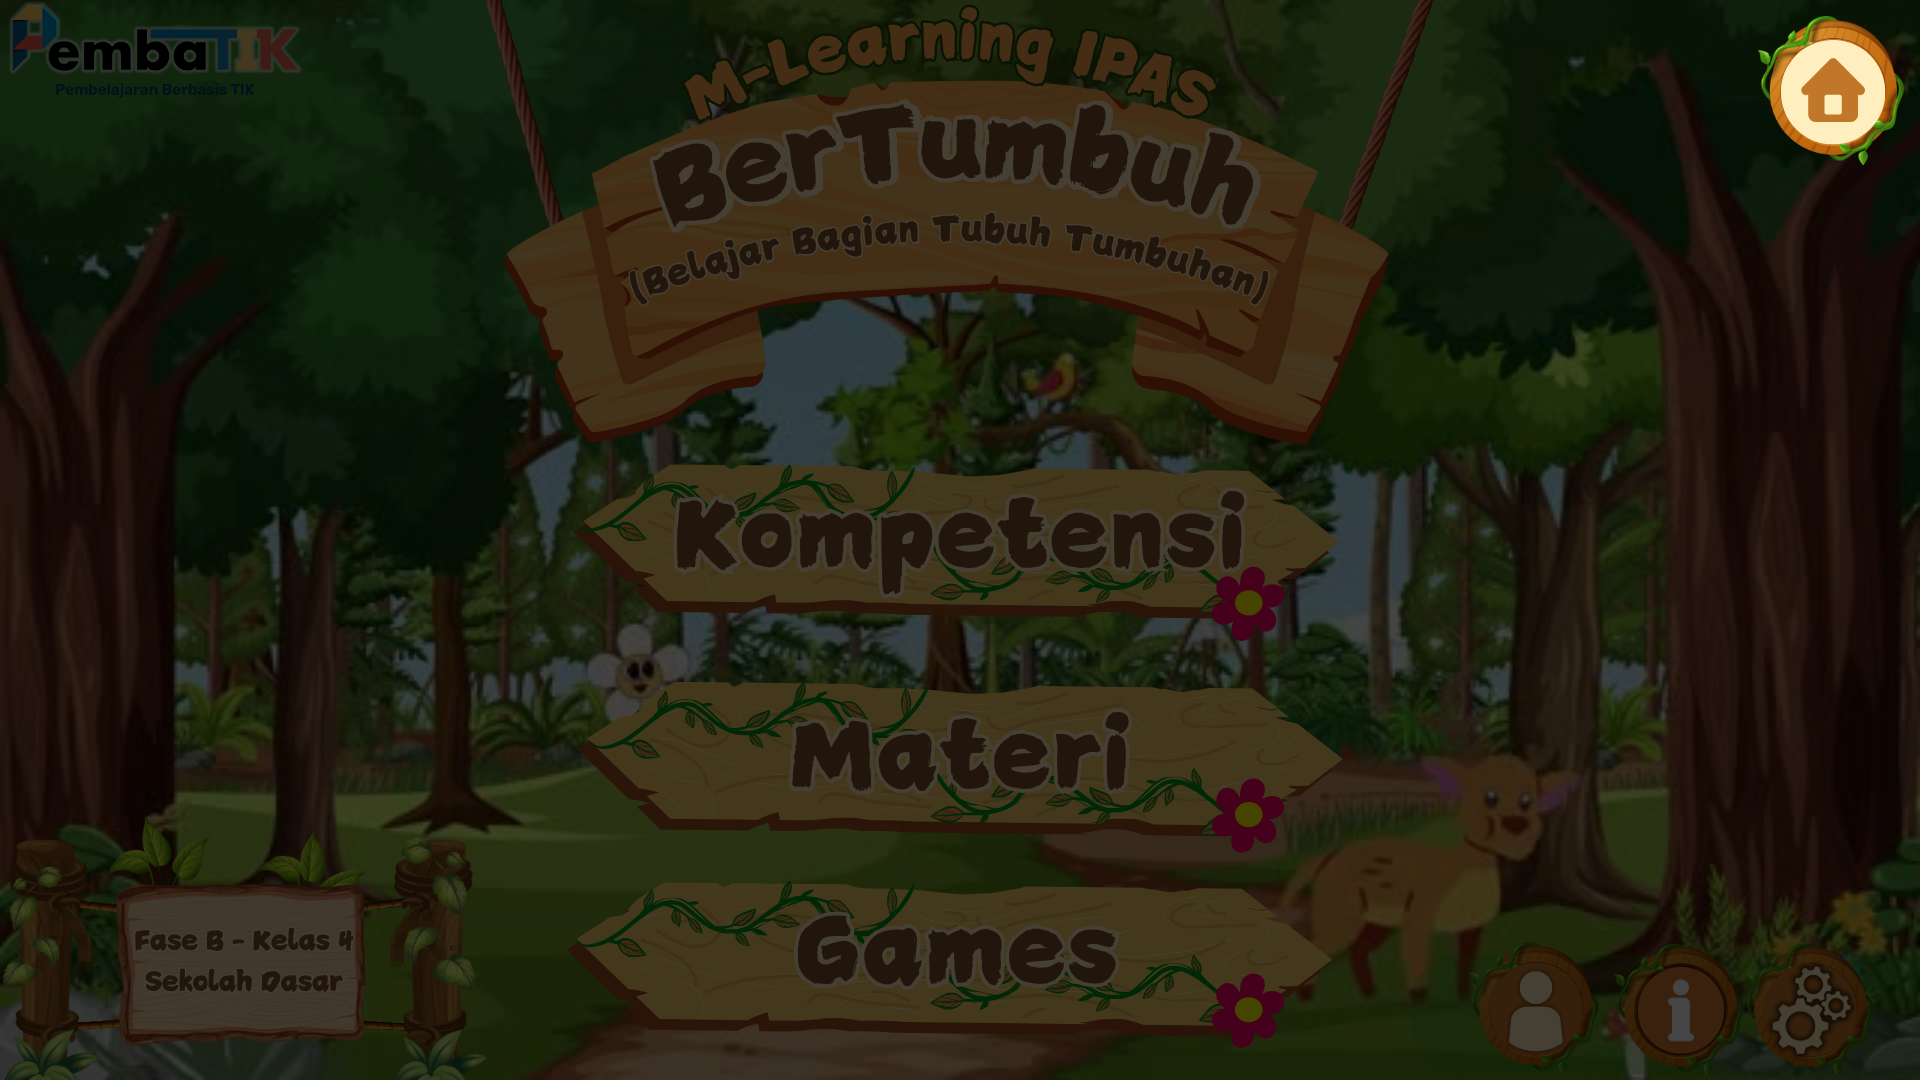 PembaTIK
Pembelajaran Berbasis TIK
M-Learning IPAS
BerTumbuh
(Belajar Bagian Tubuh Tumbuhan)
Kompetensi
Materi
Games
Fase B - Kelas 4
Sekolah Dasar